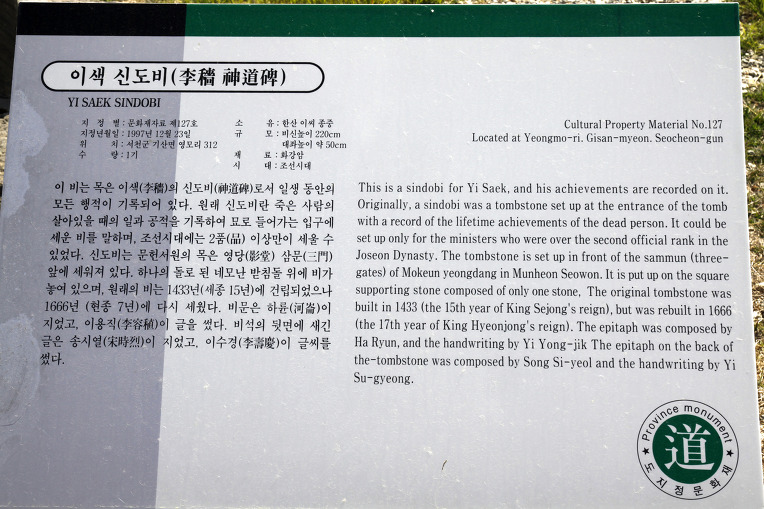 이색 신도비(李穡 神道碑)
YI SAEK SINDOBI
지 정 별 : 문화재자료 제127호
지정년월일 : 1997년 12월 23일
위 치 : 서천군 기산면 영모리 312
수 량 : 1기
소 유 : 한산 이씨 종중
규 모 : 비신높이 220cm
대좌높이 약 50cm
재 료 : 화강암
시 대 : 조선시대
Cultural Property Material No.127
Located at Yeongmo-ri. Gisan-myeon. Seocheon-gun
이 비는 목은 이색(李穡)의 신도비(神道碑)로서 일생 동안의
모든 행적이 기록되어 있다. 원래 신도비란 죽은 사람의
살아있을 때의 일과 공적을 기록하여 묘로 들어가는 입구에
세운 비를 말하며, 조선시대에는 2품(品) 이상만이 세울 수
있었다. 신도비는 문헌서원의 목은 영당(影堂) 삼문(三門)
앞에 세워져 있다. 하나의 돌로 된 네모난 받침돌 위에 비가
놓여 있으며, 원래의 비는 1433년(세종 15년)에 건립되었으나
1666년 (현종 7년)에 다시 세웠다. 비문은 하륜(河崙)이
지었고, 이용직(李容稙)이 글을 썼다. 비석의 뒷면에 새긴
글은 송시열(宋時烈)이 지었고, 이수경(李壽慶)이 글씨를
썼다.
This is a sindobi for Yi Saek, and his achievements are recorded on it.
Originally, a sindobi was a tombstone set up at the entrance of the tomb
with a record of the lifetime achievements of the dead person. It could be
set up only for the ministers who were over the second official rank in the
Joseon Dynasty. The tombstone is set up in front of the sammun (three-
gates) of Mokeun yeongdang in Munheon Seowon. It is put up on the square
supporting stone composed of only one stone, The original tombstone was
built in 1433 (the 15th year of King Sejong's reign), but was rebuilt in 1666
(the 17th year of King Hyeonjong's reign). The epitaph was composed by
Ha Ryun, and the handwriting by Yi Yong-jik The epitaph on the back of
the-tombstone was composed by Song Si-yeol and the handwriting by Yi
Su-gyeong.
Province monument
道
도지정문화재